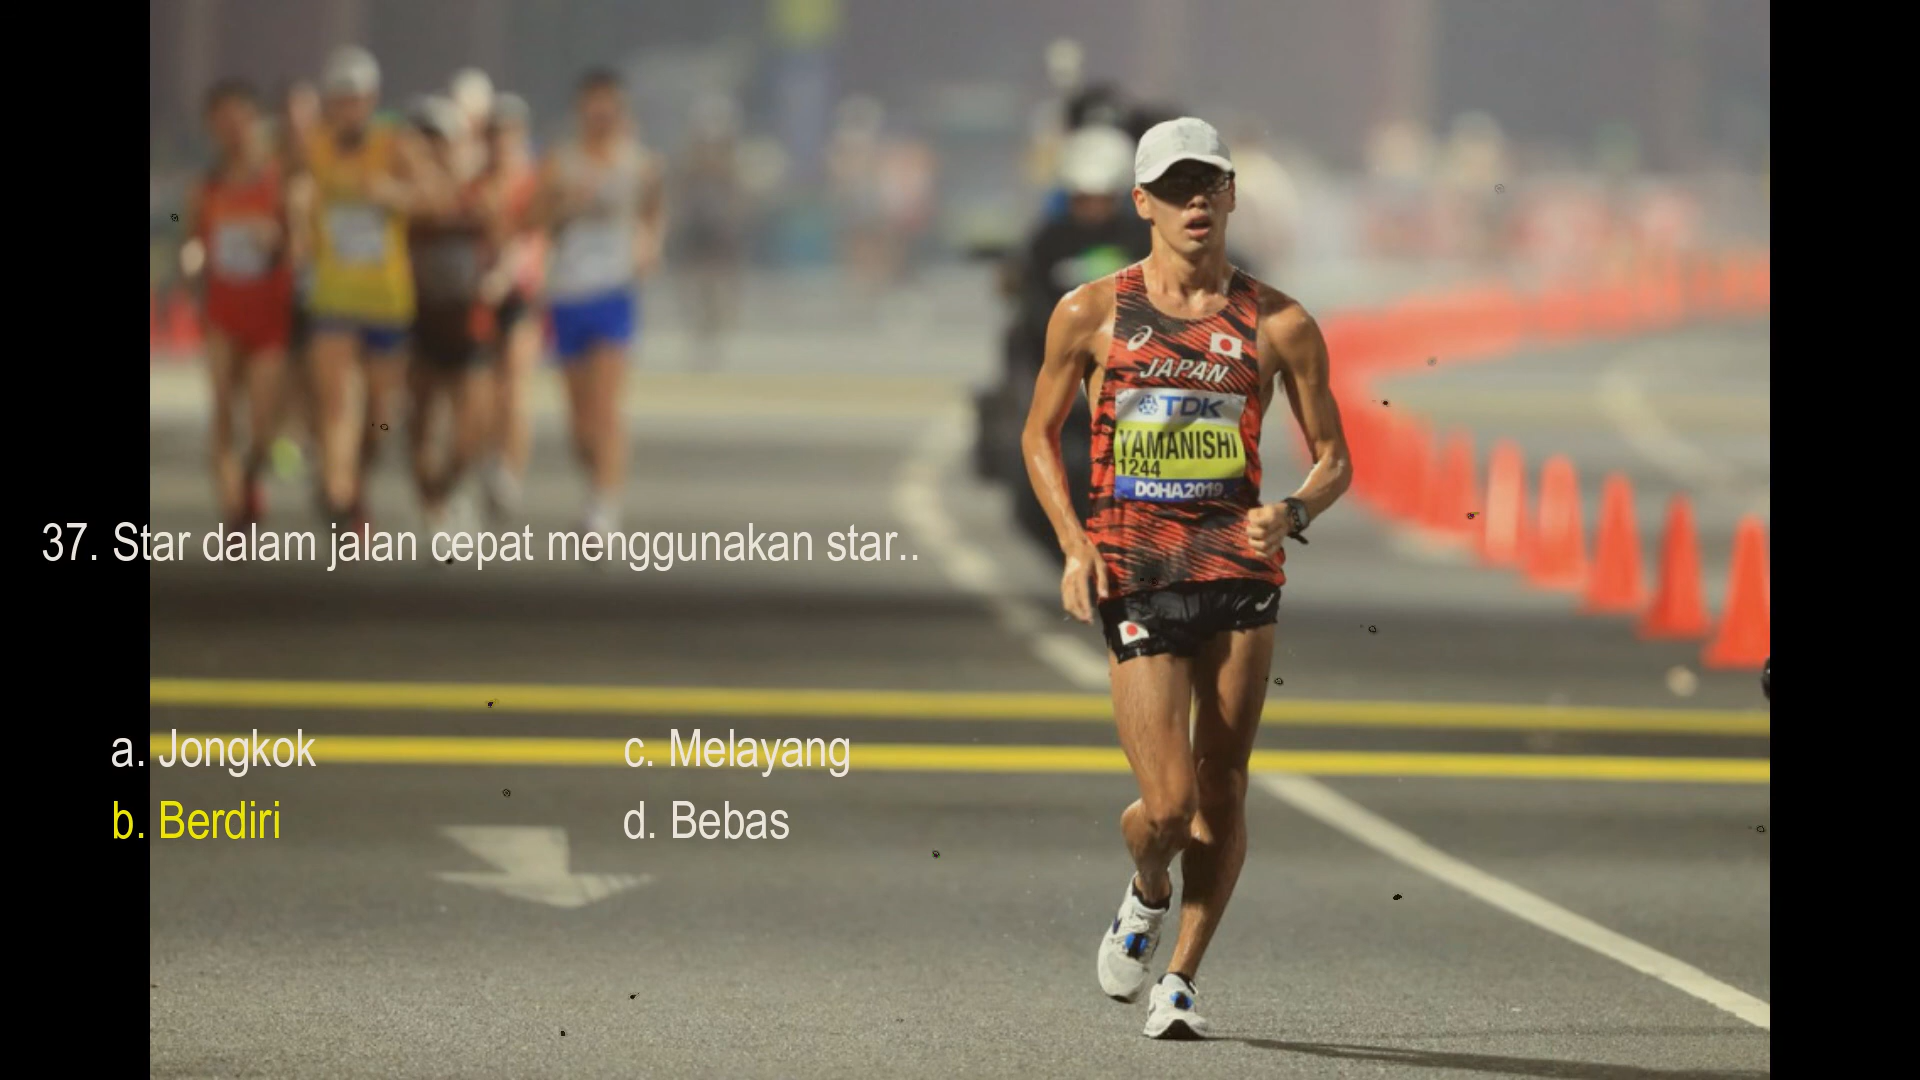 JAPAN
TDK
YAMANISHI
1244
DOHA2019
37. Star dalam jalan cepat menggunakan star..
a. Jongkok
c. Melayang
b. Berdiri
d. Bebas